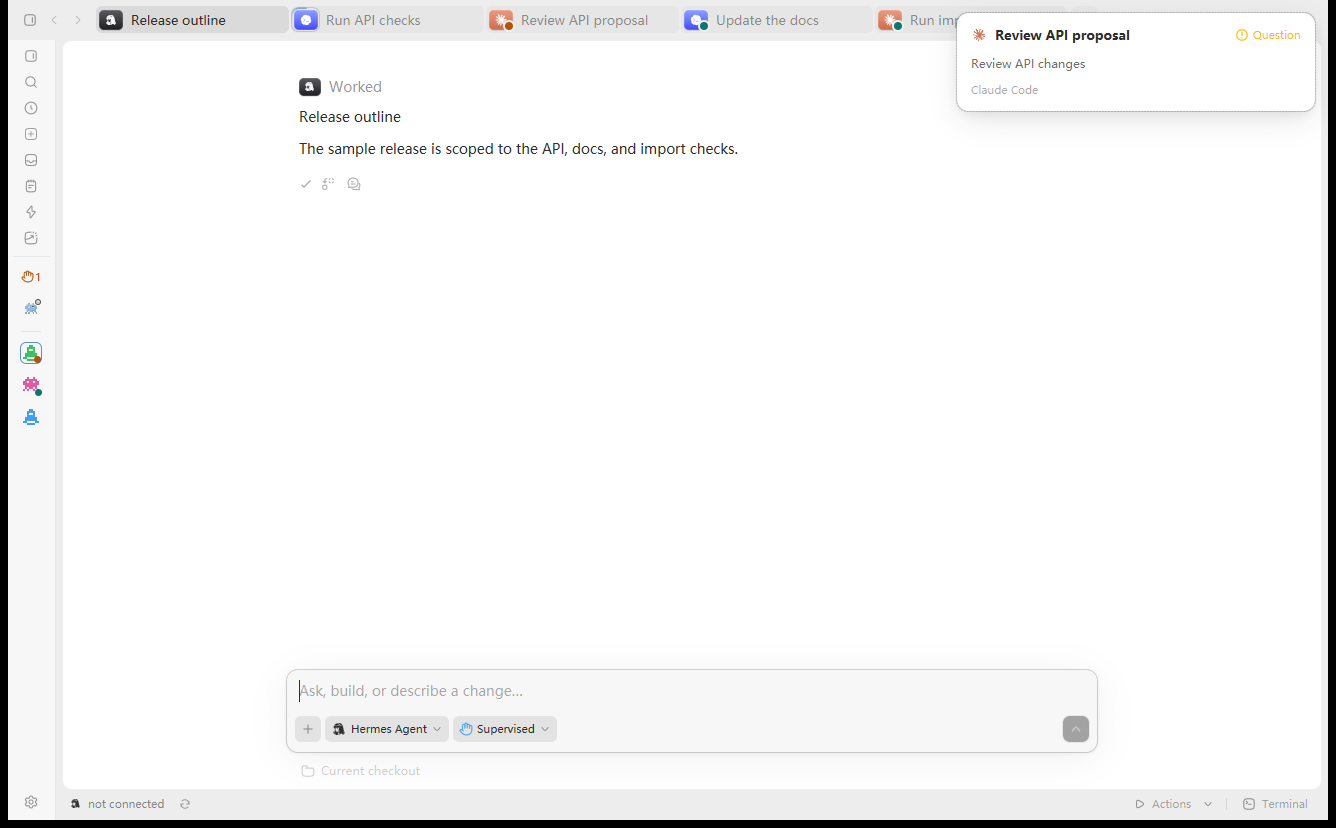 Release outline
Run API checks
Review API proposal
Update the docs
Run imp
Review API proposal
Question
Review API changes
Claude Code
Worked
Release outline
The sample release is scoped to the API, docs, and import checks.
1
Ask, build, or describe a change...
Hermes Agent
Supervised
Current checkout
not connected
Actions
Terminal